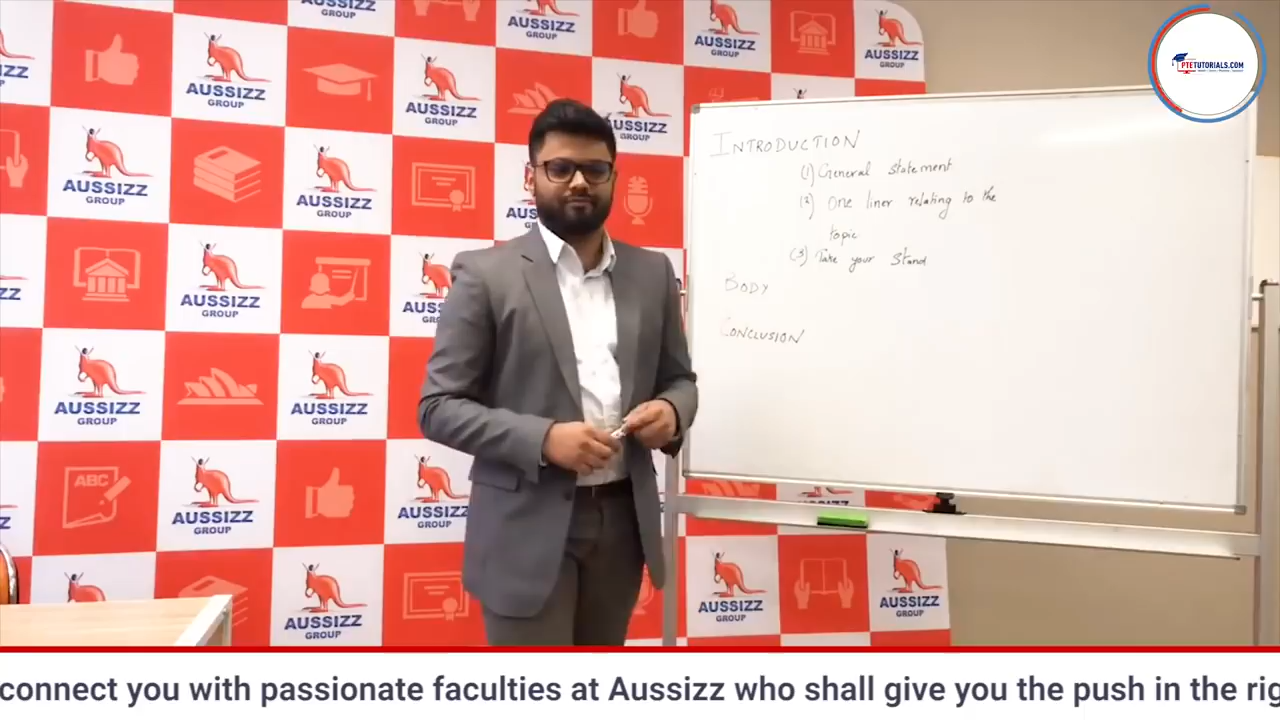 AUSSIZZ
GROUP
PTETUTORIALS.COM
INTRODUCTION
(1) General statement
(2) One liner relating to the
topic
(3) Take your Stand
BODY
CONCLUSION
ABC
connect you with passionate faculties at Aussizz who shall give you the push in the rig